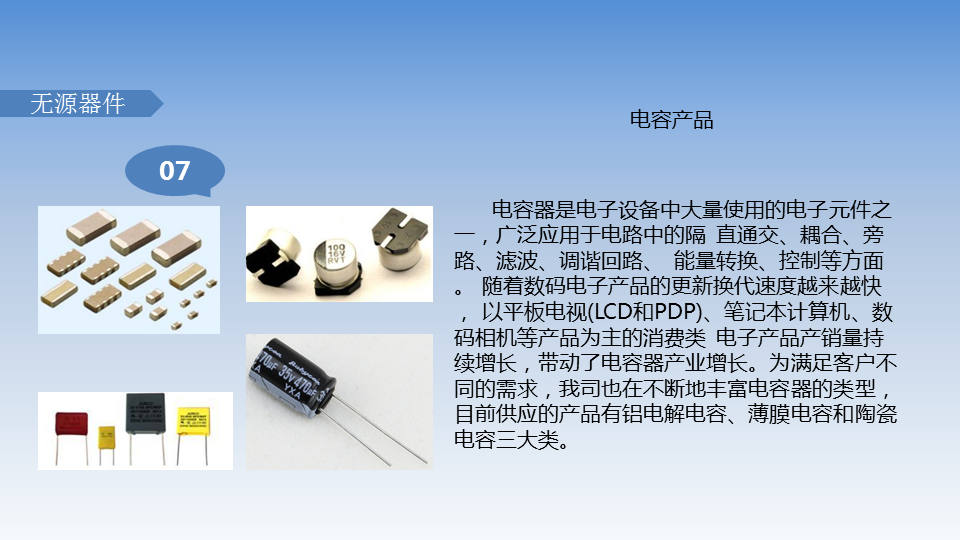 无源器件
电容产品
07
电容器是电子设备中大量使用的电子元件之
一，广泛应用于电路中的隔 直通交、耦合、旁
路、滤波、调谐回路、 能量转换、控制等方面
。 随着数码电子产品的更新换代速度越来越快
， 以平板电视(LCD和PDP)、笔记本计算机、数
码相机等产品为主的消费类 电子产品产销量持
续增长，带动了电容器产业增长。为满足客户不
同的需求，我司也在不断地丰富电容器的类型，
目前供应的产品有铝电解电容、薄膜电容和陶瓷
电容三大类。
100
16V
RVT
470µF 35V
YXA